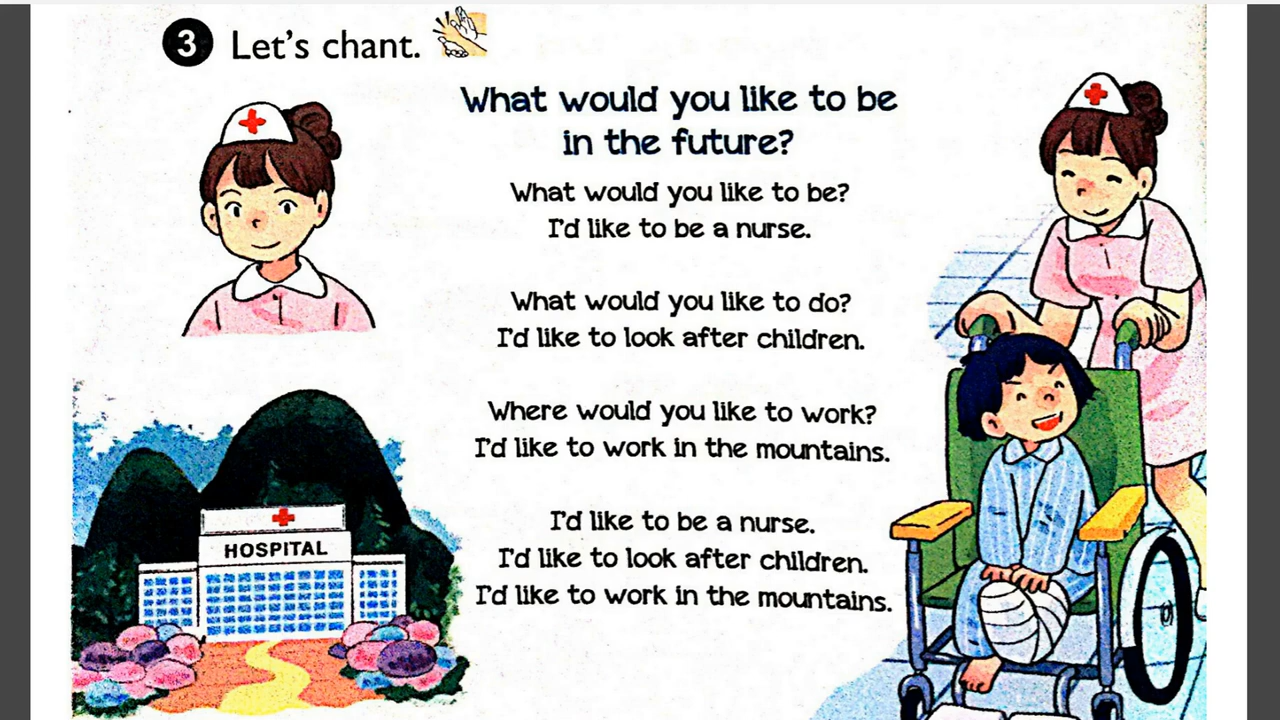 3 Let's chant.
What would you like to be
in the future?
What would you like to be?
I'd like to be a nurse.
What would you like to do?
I'd like to look after children.
Where would you like to work?
I'd like to work in the mountains.
I'd like to be a nurse.
I'd like to look after children.
I'd like to work in the mountains.
HOSPITAL